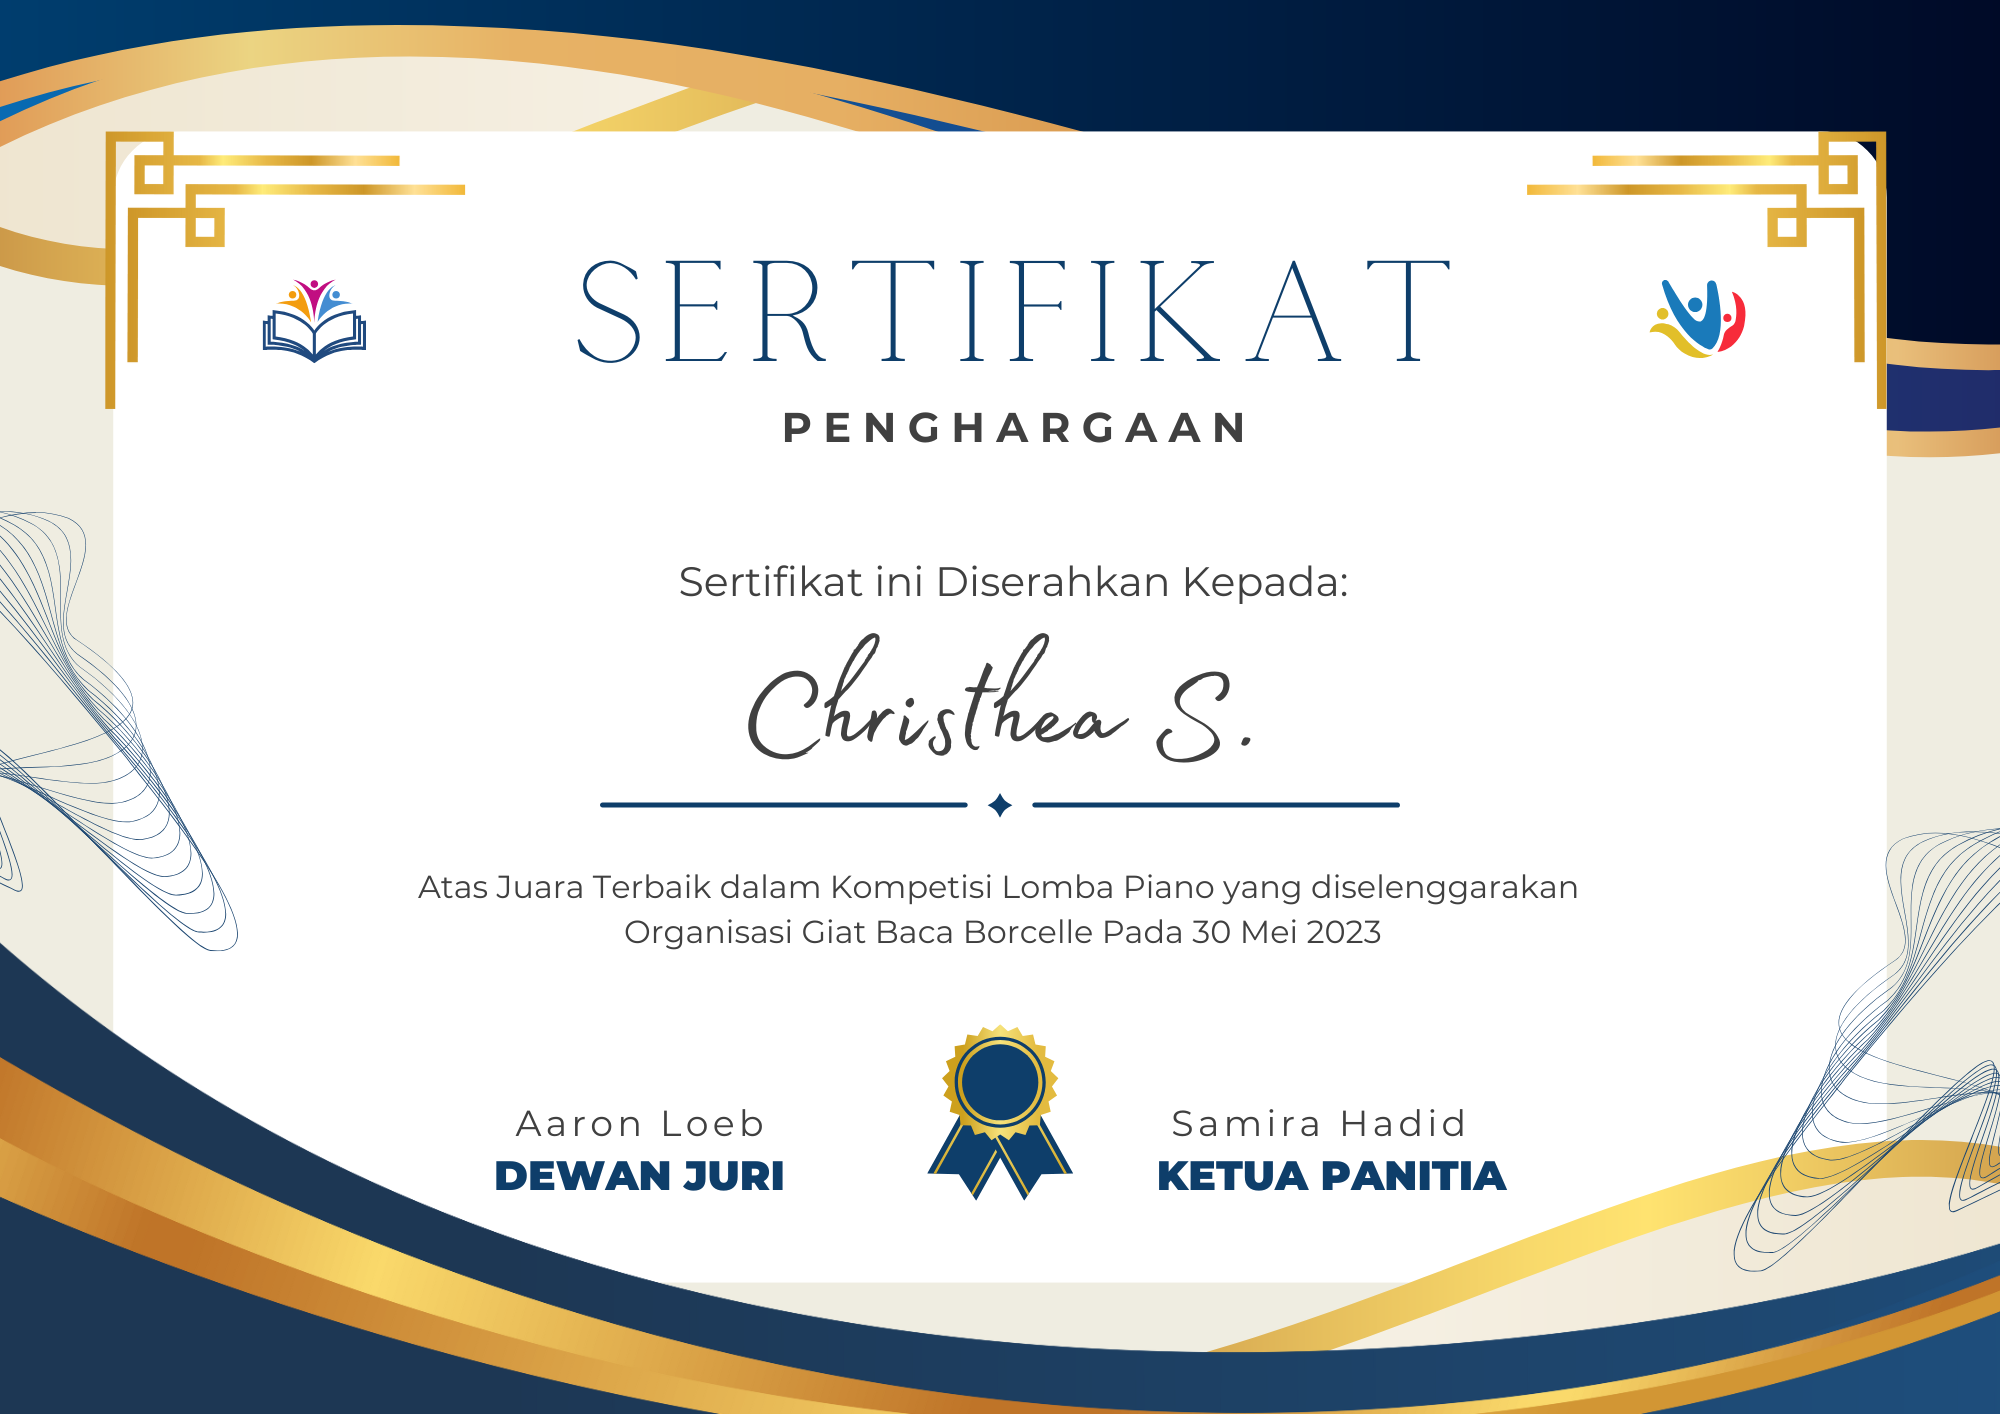 SERTIFIKAT
PENGHARGAAN
Sertifikat ini Diserahkan Kepada:
Christhea S.
Atas Juara Terbaik dalam Kompetisi Lomba Piano yang diselenggarakan
Organisasi Giat Baca Borcelle Pada 30 Mei 2023
Aaron Loeb
DEWAN JURI
Samira Hadid
KETUA PANITIA